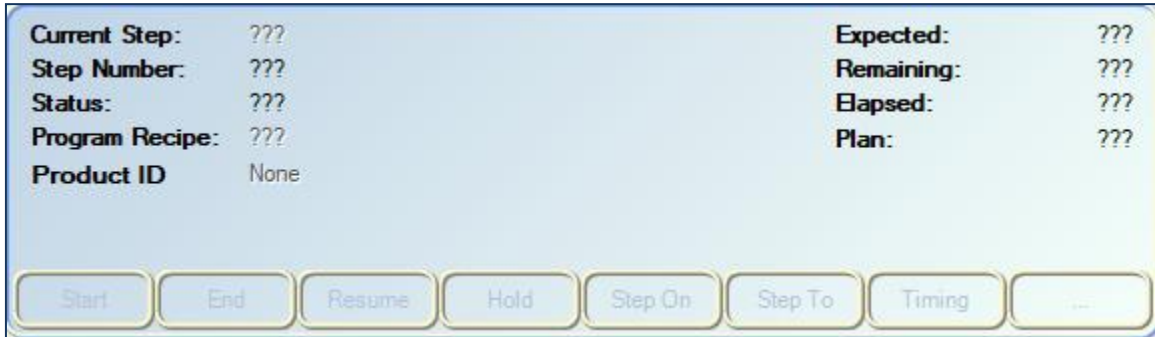 Current Step: ??? Expected: ???
Step Number: ??? Remaining: ???
Status: ??? Elapsed: ???
Program Recipe: ??? Plan: ???
Product ID None
Start End Resume Hold Step On Step To Timing ...